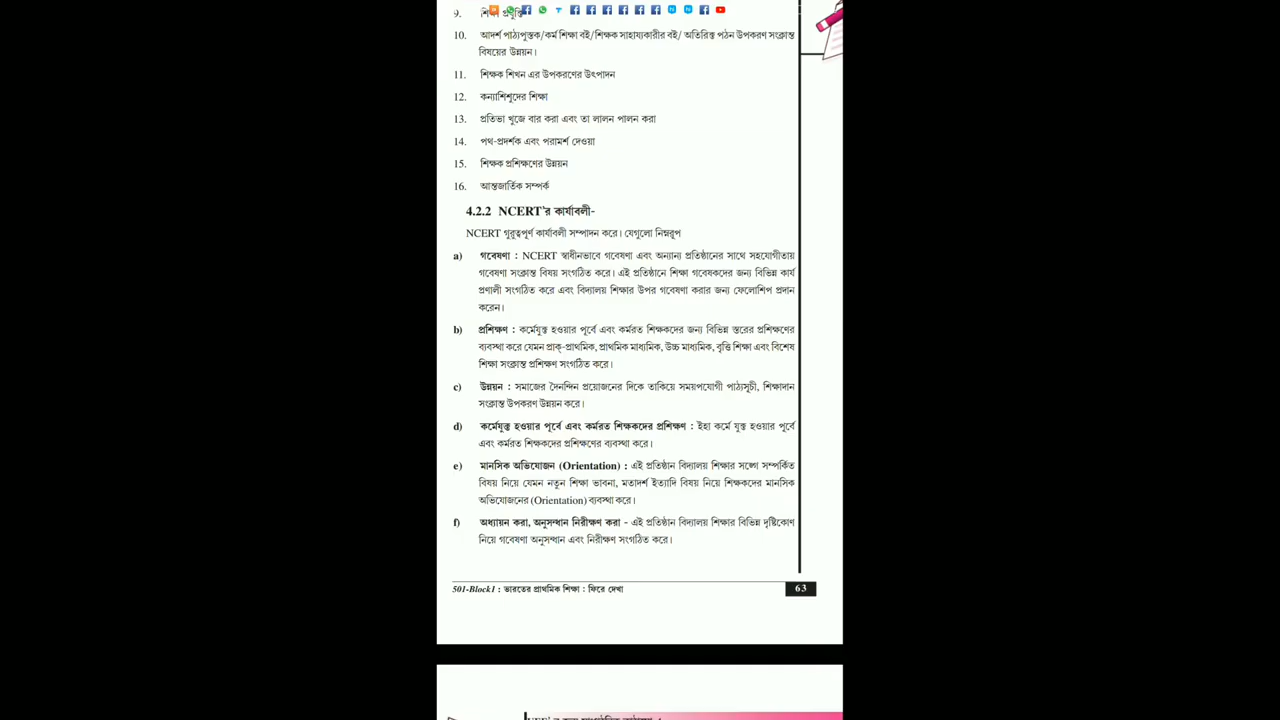 9. শিক্ষা প্রযুক্তি
10. আদর্শ পাঠ্যপুস্তক/কর্ম শিক্ষা বই/শিক্ষক সাহায্যকারীর বই/ অতিরিক্ত পঠন উপকরণ সংক্রান্ত
বিষয়ের উন্নয়ন।
11. শিক্ষক শিখন এর উপকরণের উৎপাদন
12. কন্যাশিশুদের শিক্ষা
13. প্রতিভা খুজে বার করা এবং তা লালন পালন করা
14. পথ-প্রদর্শক এবং পরামর্শ দেওয়া
15. শিক্ষক প্রশিক্ষণের উন্নয়ন
16. আন্তজার্তিক সম্পর্ক
4.2.2 NCERT'র কার্যাবলী-
NCERT গুরুত্বপূর্ণ কার্যাবলী সম্পাদন করে। যেগুলো নিম্নরূপ
a) গবেষণা : NCERT স্বাধীনভাবে গবেষণা এবং অন্যান্য প্রতিষ্ঠানের সাথে সহযোগীতায়
গবেষণা সংক্রান্ত বিষয় সংগঠিত করে। এই প্রতিষ্ঠানে শিক্ষা গবেষকদের জন্য বিভিন্ন কার্য
প্রণালী সংগঠিত করে এবং বিদ্যালয় শিক্ষার উপর গবেষণা করার জন্য ফেলোশিপ প্রদান
করেন।
b) প্রশিক্ষণ : কর্মেযুক্ত হওয়ার পূর্বে এবং কর্মরত শিক্ষকদের জন্য বিভিন্ন স্তরের প্রশিক্ষণের
ব্যবস্থা করে যেমন প্রাক্-প্রাথমিক, প্রাথমিক মাধ্যমিক, উচ্চ মাধ্যমিক, বৃত্তি শিক্ষা এবং বিশেষ
শিক্ষা সংক্রান্ত প্রশিক্ষণ সংগঠিত করে।
c) উন্নয়ন : সমাজের দৈনন্দিন প্রয়োজনের দিকে তাকিয়ে সময়পযোগী পাঠ্যসূচী, শিক্ষাদান
সংক্রান্ত উপকরণ উন্নয়ন করে।
d) কর্মেযুক্ত হওয়ার পূর্বে এবং কর্মরত শিক্ষকদের প্রশিক্ষণ : ইহা কর্মে যুক্ত হওয়ার পূর্বে
এবং কর্মরত শিক্ষকদের প্রশিক্ষণের ব্যবস্থা করে।
e) মানসিক অভিযোজন (Orientation) : এই প্রতিষ্ঠান বিদ্যালয় শিক্ষার সঙ্গে সম্পর্কিত
বিষয় নিয়ে যেমন নতুন শিক্ষা ভাবনা, মতাদর্শ ইত্যাদি বিষয় নিয়ে শিক্ষকদের মানসিক
অভিযোজনের (Orientation) ব্যবস্থা করে।
f) অধ্যায়ন করা, অনুসন্ধান নিরীক্ষণ করা - এই প্রতিষ্ঠান বিদ্যালয় শিক্ষার বিভিন্ন দৃষ্টিকোণ
নিয়ে গবেষণা অনুসন্ধান এবং নিরীক্ষণ সংগঠিত করে।
501-Block1 : ভারতের প্রাথমিক শিক্ষা : ফিরে দেখা 63